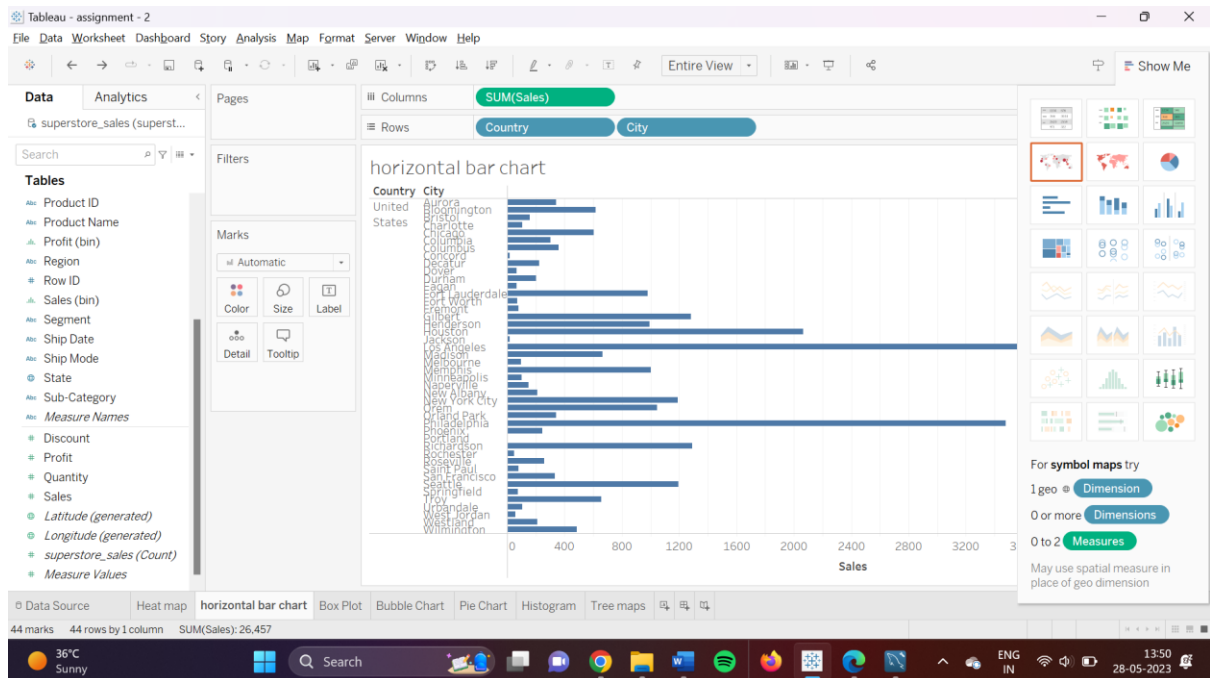 Tableau - assignment - 2
File Data Worksheet Dashboard Story Analysis Map Format Server Window Help
Entire View
Show Me
Data Analytics
Pages
Columns SUM(Sales)
superstore_sales (superst...
Rows Country City
Search
Filters
horizontal bar chart
Tables
Country City
Product ID
United States
Aurora
Bloomington
Bristol
Charlotte
Chicago
Columbia
Columbus
Concord
Decatur
Dover
Durham
Eagan
Fort Lauderdale
Fort Worth
Fremont
Gilbert
Henderson
Houston
Jackson
Los Angeles
Madison
Melbourne
Memphis
Minneapolis
Naperville
New Albany
New York City
Orem
Orland Park
Philadelphia
Phoenix
Portland
Richardson
Rochester
Roseville
Saint Paul
San Francisco
Seattle
Springfield
Troy
Urbandale
West Jordan
Westland
Wilmington
0 400 800 1200 1600 2000 2400 2800 3200 3
Sales
Product Name
Profit (bin)
Region
Row ID
Sales (bin)
Segment
Ship Date
Ship Mode
State
Sub-Category
Measure Names
Discount
Profit
Quantity
Sales
Latitude (generated)
Longitude (generated)
superstore_sales (Count)
Measure Values
Marks
Automatic
Color Size Label
Detail Tooltip
For symbol maps try
1 geo Dimension
0 or more Dimensions
0 to 2 Measures
May use spatial measure in
place of geo dimension
Data Source Heat map horizontal bar chart Box Plot Bubble Chart Pie Chart Histogram Tree maps
44 marks 44 rows by 1 column SUM(Sales): 26,457
36°C
Sunny
Search
ENG
IN
13:50
28-05-2023